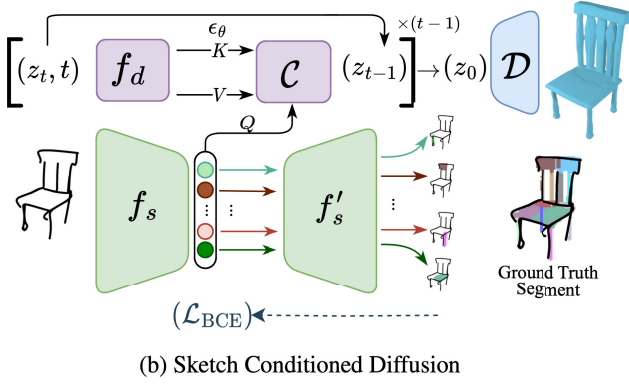 ϵ_θ
×(t−1)
[(z_t, t) f_d K V C (z_{t−1})] → (z_0) D
Q
f_s ⋮ ⋮ f'_s ⋮
Ground Truth
Segment
(ℒ_BCE)
(b) Sketch Conditioned Diffusion